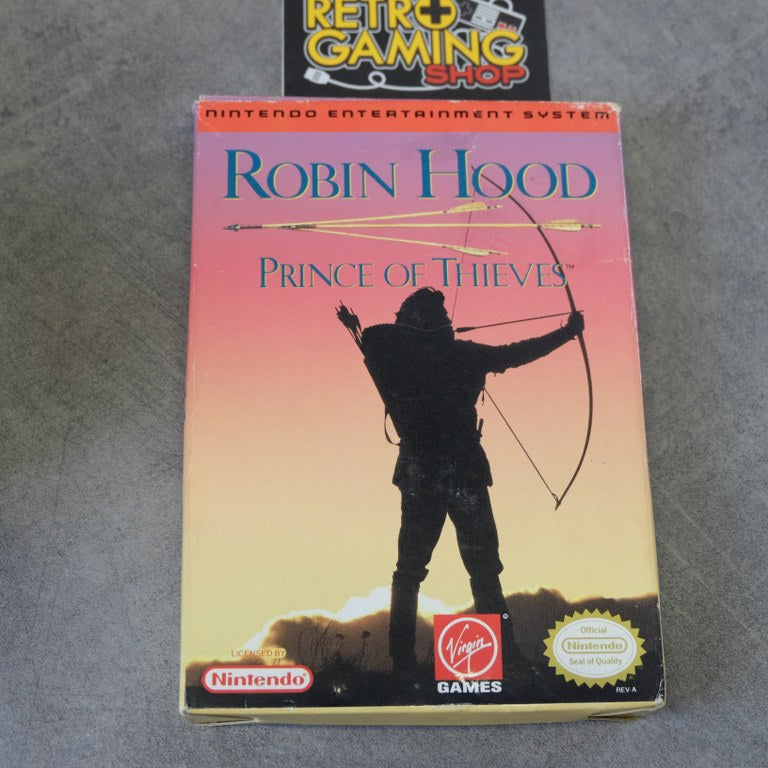 RETRO
GAMING
SHOP
NINTENDO ENTERTAINMENT SYSTEM
ROBIN HOOD
PRINCE OF THIEVES™
LICENSED BY
Nintendo®
Virgin®
GAMES
Official
Nintendo
Seal of Quality
REV-A